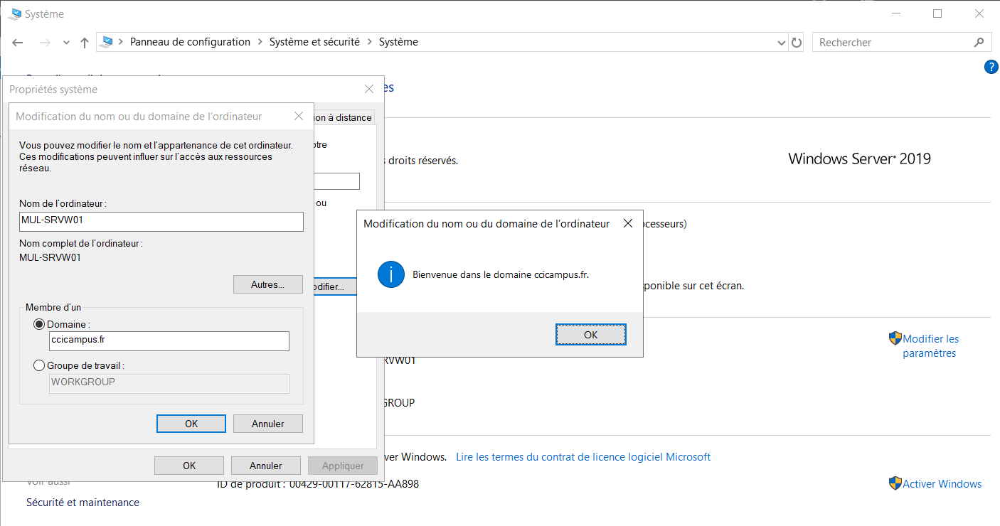 Système
Panneau de configuration > Système et sécurité > Système
Rechercher
?
Propriétés système
es
Modification du nom ou du domaine de l'ordinateur
ion à distance
Vous pouvez modifier le nom et l'appartenance de cet ordinateur.
Ces modifications peuvent influer sur l'accès aux ressources
réseau.
otre
droits réservés.
Windows Server® 2019
Nom de l'ordinateur :
ou
MUL-SRVW01
Nom complet de l'ordinateur :
MUL-SRVW01
Autres...
odifier...
Modification du nom ou du domaine de l'ordinateur
ocesseurs)
Bienvenue dans le domaine ccicampus.fr.
ponible sur cet écran.
OK
Membre d'un
Domaine :
ccicampus.fr
Groupe de travail :
WORKGROUP
Modifier les
paramètres
RVW01
GROUP
OK
Annuler
OK
Annuler
Appliquer
ver Windows. Lire les termes du contrat de licence logiciel Microsoft
Voir aussi
ID de produit : 00429-00117-62815-AA898
Activer Windows
Sécurité et maintenance